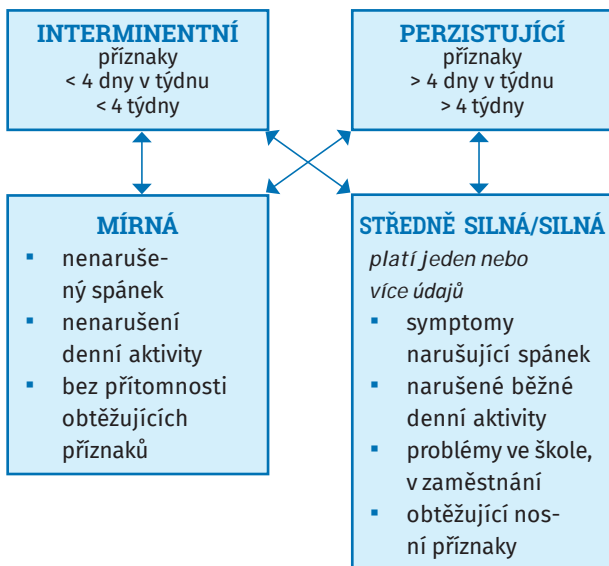 INTERMINENTNÍ
příznaky
< 4 dny v týdnu
< 4 týdny
PERZISTUJÍCÍ
příznaky
> 4 dny v týdnu
> 4 týdny
MÍRNÁ
▪ nenaruše-
ný spánek
▪ nenarušení
denní aktivity
▪ bez přítomnosti
obtěžujících
příznaků
STŘEDNĚ SILNÁ/SILNÁ
platí jeden nebo
více údajů
▪ symptomy
narušující spánek
▪ narušené běžné
denní aktivity
▪ problémy ve škole,
v zaměstnání
▪ obtěžující nos-
ní příznaky